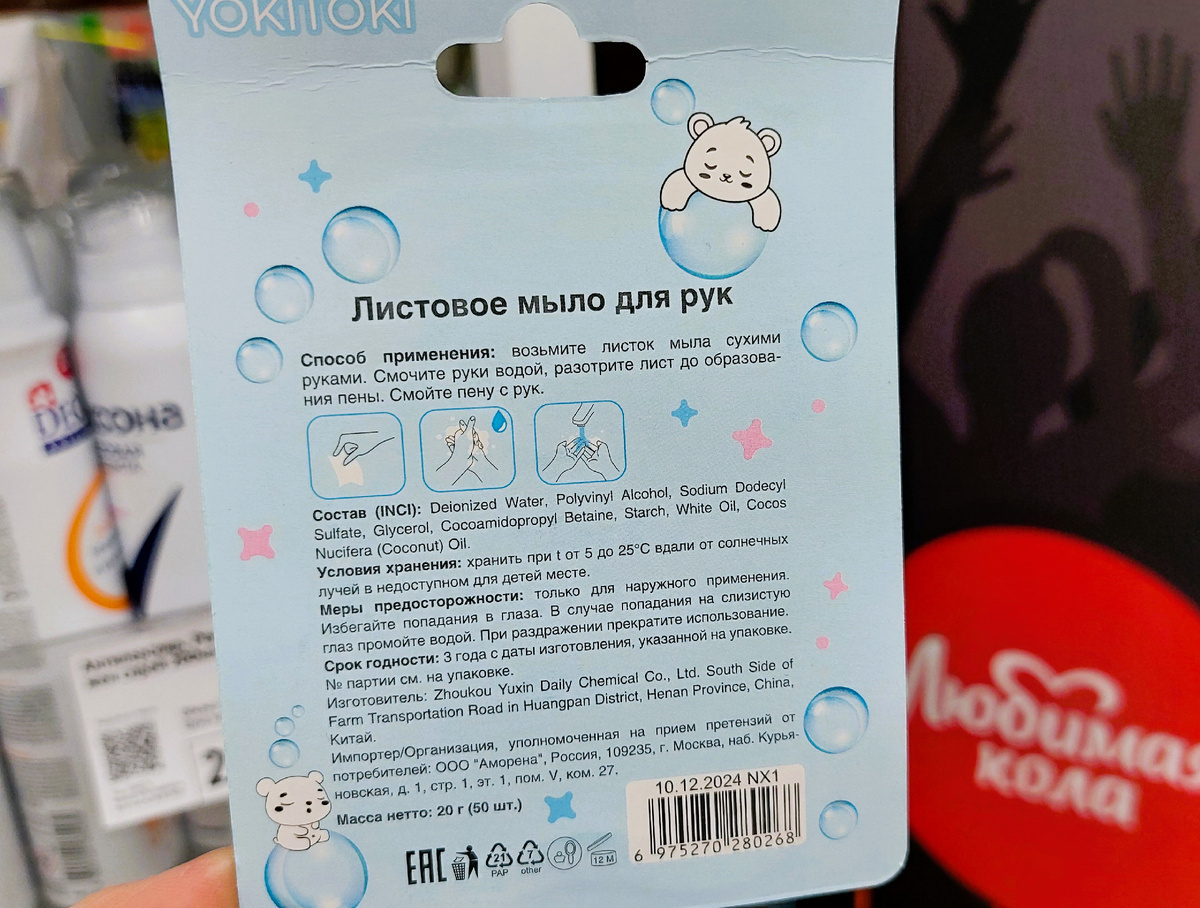 YOKITOKI
Листовое мыло для рук
Способ применения: возьмите листок мыла сухими
руками. Смочите руки водой, разотрите лист до образова-
ния пены. Смойте пену с рук.
Состав (INCI): Deionized Water, Polyvinyl Alcohol, Sodium Dodecyl
Sulfate, Glycerol, Cocoamidopropyl Betaine, Starch, White Oil, Cocos
Nucifera (Coconut) Oil.
Условия хранения: хранить при t от 5 до 25°C вдали от солнечных
лучей в недоступном для детей месте.
Меры предосторожности: только для наружного применения.
Избегайте попадания в глаза. В случае попадания на слизистую
глаз промойте водой. При раздражении прекратите использование.
Срок годности: 3 года с даты изготовления, указанной на упаковке.
№ партии см. на упаковке.
Изготовитель: Zhoukou Yuxin Daily Chemical Co., Ltd. South Side of
Farm Transportation Road in Huangpan District, Henan Province, China,
Китай.
Импортер/Организация, уполномоченная на прием претензий от
потребителей: ООО "Аморена", Россия, 109235, г. Москва, наб. Курья-
новская, д. 1, стр. 1, эт. 1, пом. V, ком. 27.
Масса нетто: 20 г (50 шт.)
10.12.2024 NX1
6 975270 280268
EAC
21
PAP
7
other
12 M
Любимая
кола